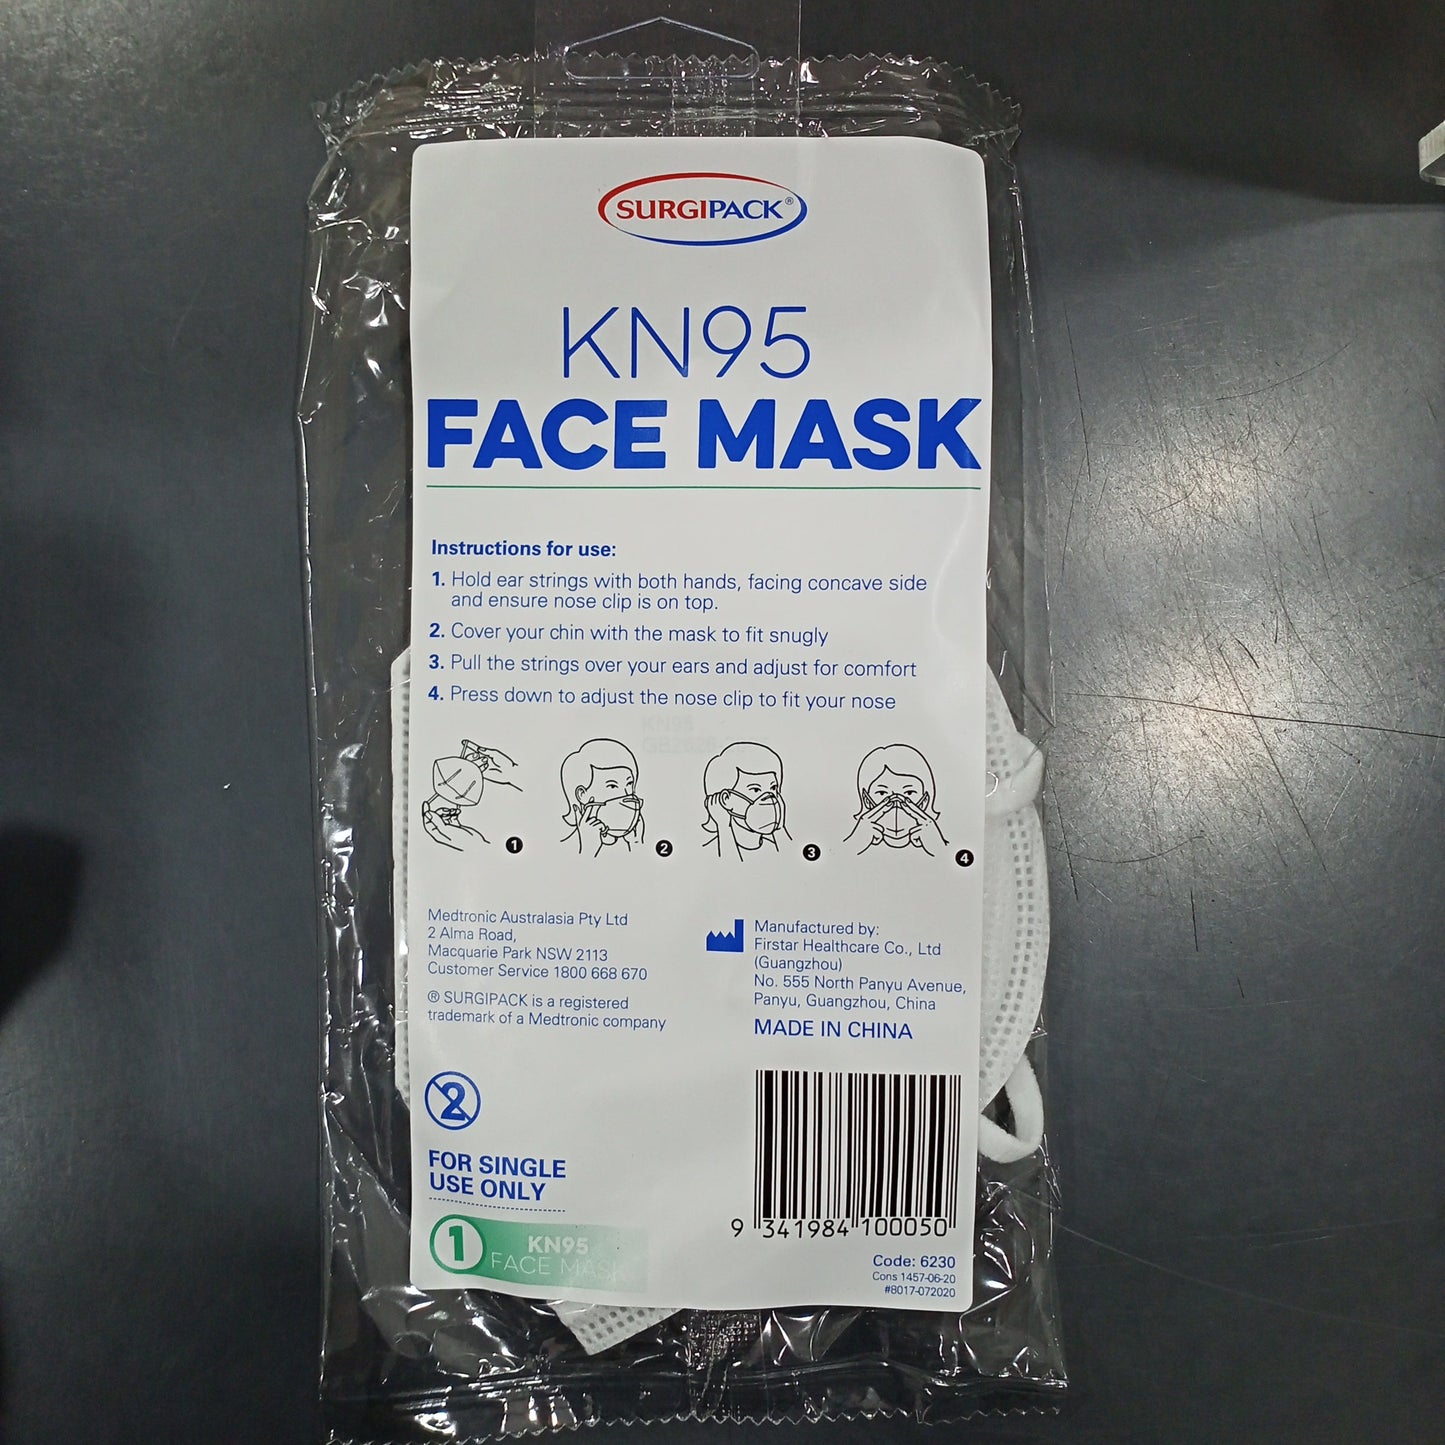 SURGIPACK®
KN95
FACE MASK
Instructions for use:
1. Hold ear strings with both hands, facing concave side
and ensure nose clip is on top.
2. Cover your chin with the mask to fit snugly
3. Pull the strings over your ears and adjust for comfort
4. Press down to adjust the nose clip to fit your nose
KN95
1
2
3
4
Medtronic Australasia Pty Ltd
2 Alma Road,
Macquarie Park NSW 2113
Customer Service 1800 668 670
® SURGIPACK is a registered
trademark of a Medtronic company
Manufactured by:
Firstar Healthcare Co., Ltd
(Guangzhou)
No. 555 North Panyu Avenue,
Panyu, Guangzhou, China
MADE IN CHINA
2
FOR SINGLE
USE ONLY
1
KN95
FACE MASK
9 341984 100050
Code: 6230
Cons 1457-06-20
#8017-072020